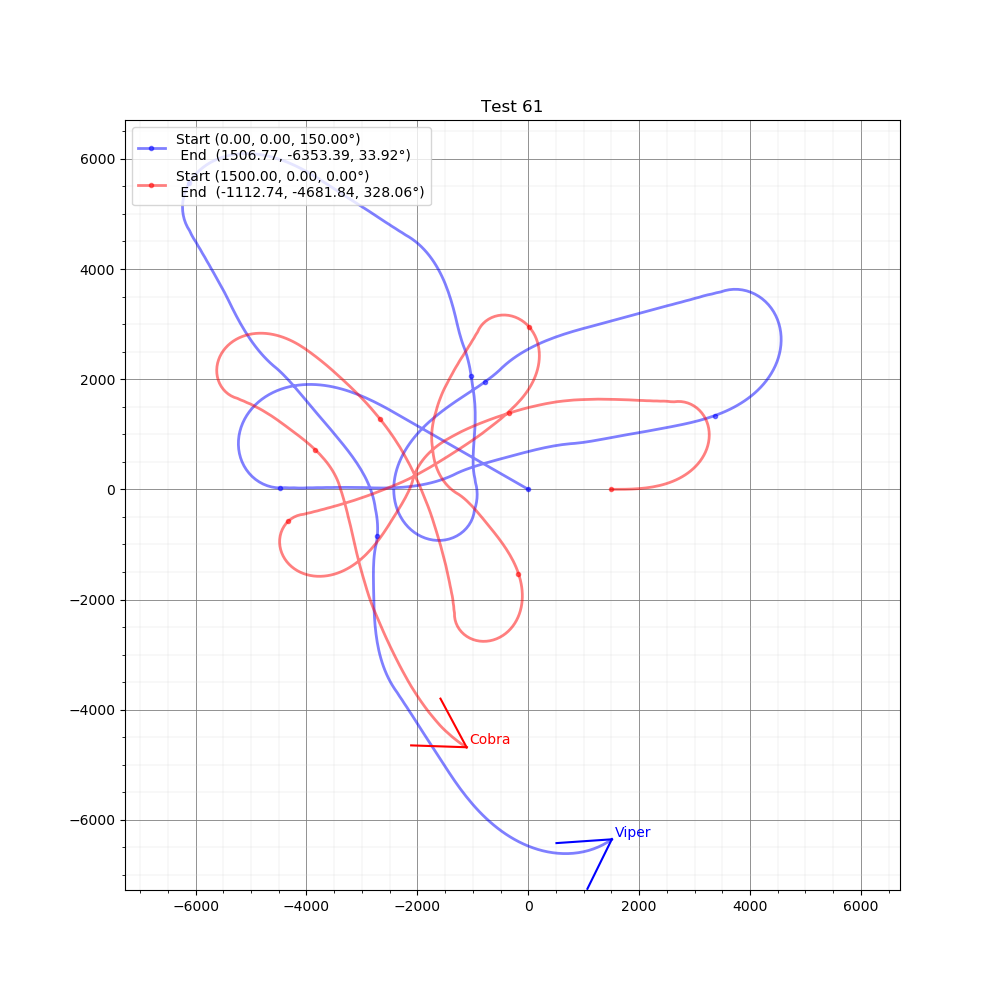 Test 61
Start (0.00, 0.00, 150.00°)
End (1506.77, -6353.39, 33.92°)
Start (1500.00, 0.00, 0.00°)
End (-1112.74, -4681.84, 328.06°)
6000
4000
2000
0
−2000
−4000
−6000
Cobra
Viper
−6000 −4000 −2000 0 2000 4000 6000